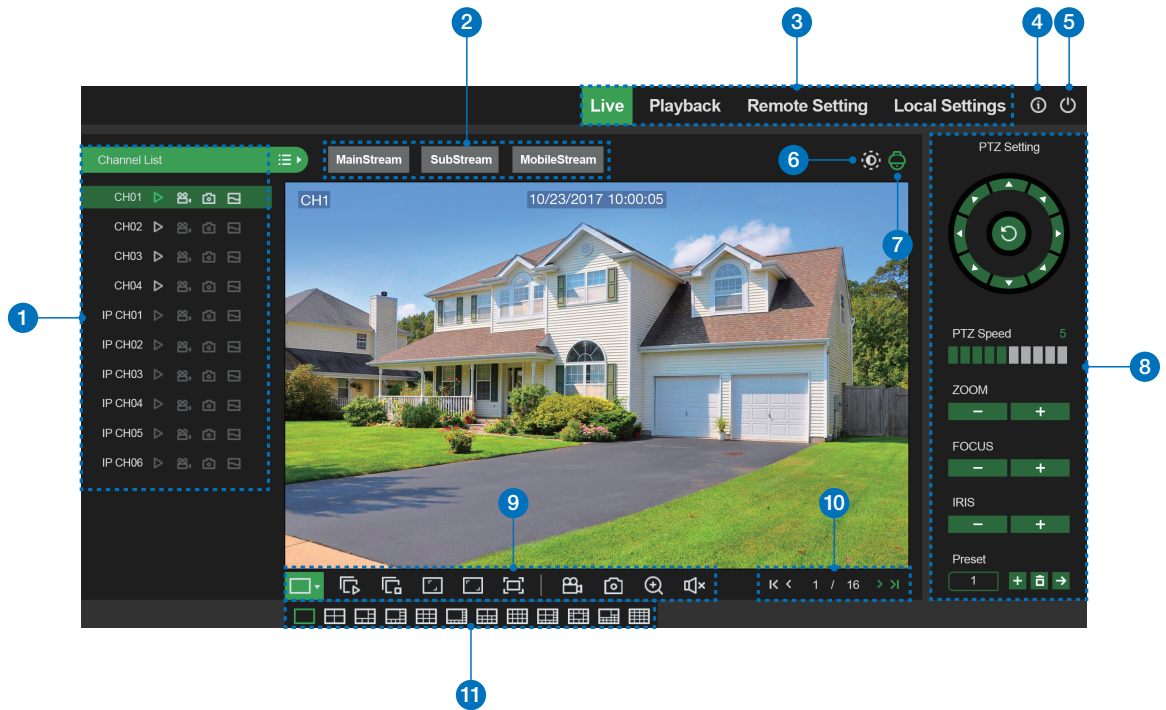 2
3
4
5
Live Playback Remote Setting Local Settings
Channel List
MainStream SubStream MobileStream
6
7
PTZ Setting
CH1
10/23/2017 10:00:05
1
CH01
CH02
CH03
CH04
IP CH01
IP CH02
IP CH03
IP CH04
IP CH05
IP CH06
PTZ Speed 5
8
ZOOM
- +
FOCUS
- +
IRIS
- +
Preset
1 +
9
10
1 / 16
11